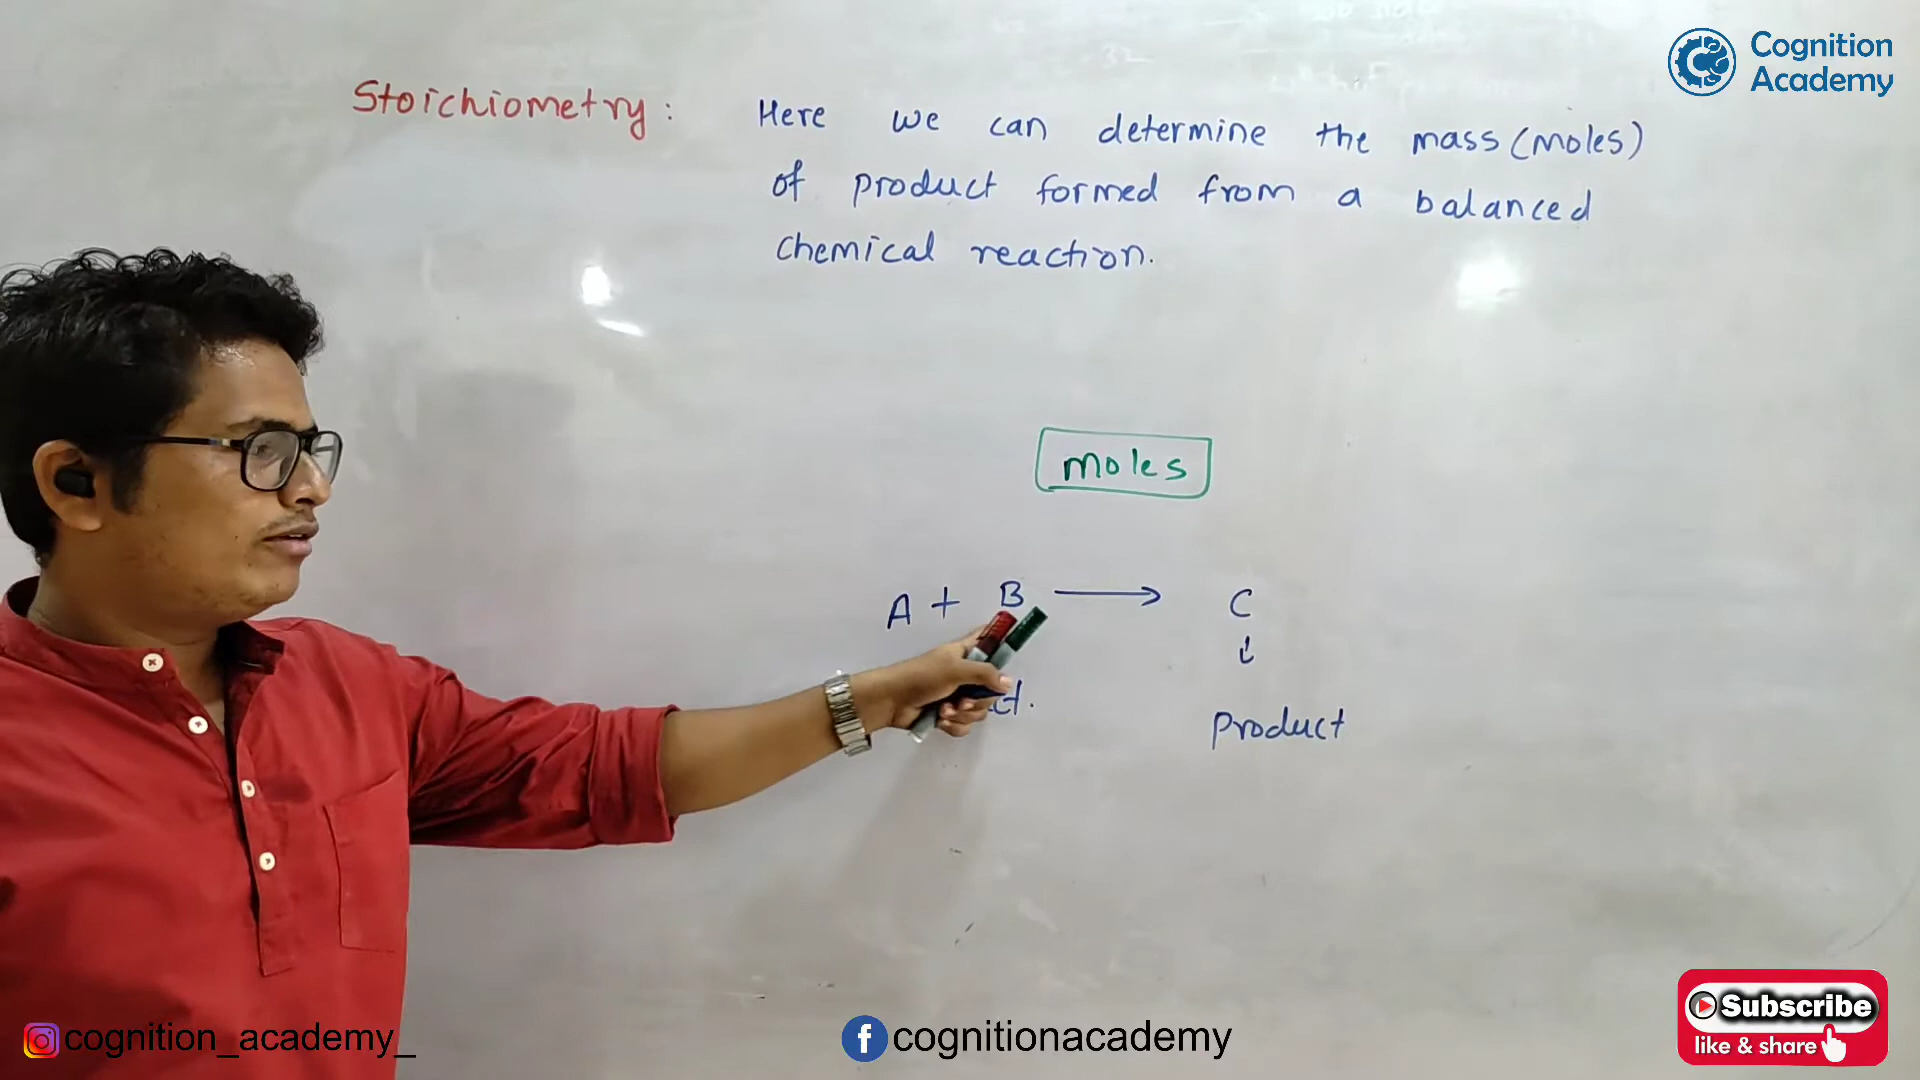 Cognition
Academy
Stoichiometry : Here we can determine the mass (moles)
of product formed from a balanced
chemical reaction.
moles
A + B → C
↓
Product
cognition_academy_
cognitionacademy
Subscribe
like & share